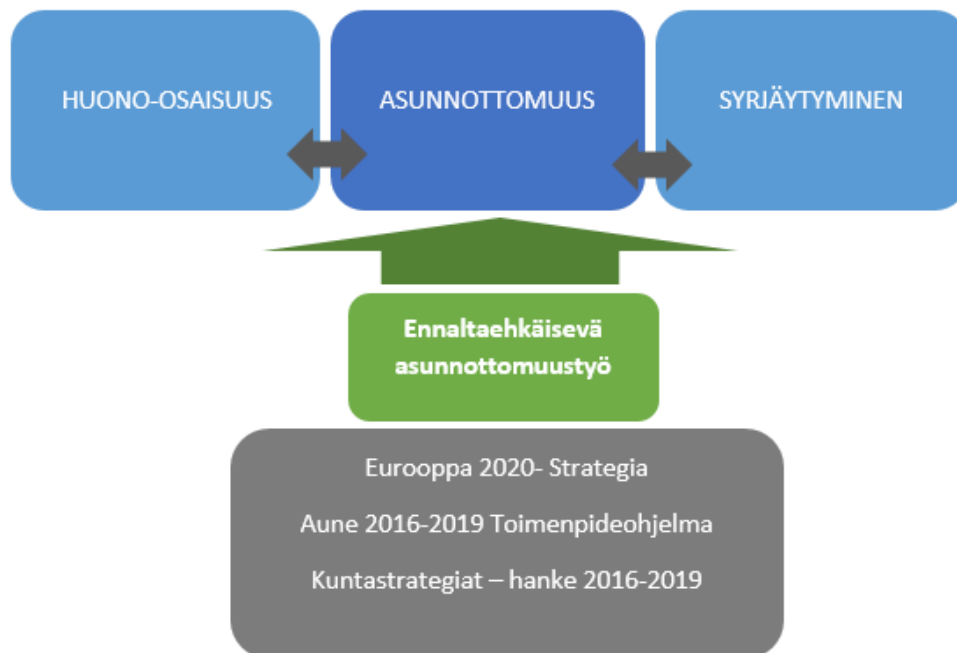 HUONO-OSAISUUS
ASUNNOTTOMUUS
SYRJÄYTYMINEN
Ennaltaehkäisevä
asunnottomuustyö
Eurooppa 2020- Strategia
Aune 2016-2019 Toimenpideohjelma
Kuntastrategiat – hanke 2016-2019